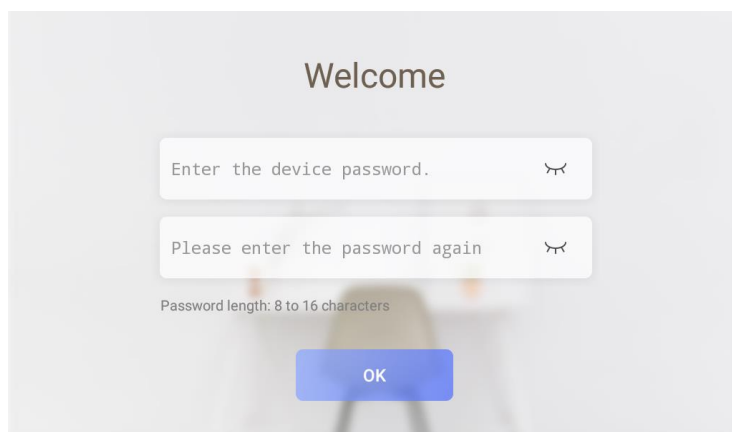 Welcome
Enter the device password.
Please enter the password again
Password length: 8 to 16 characters
OK